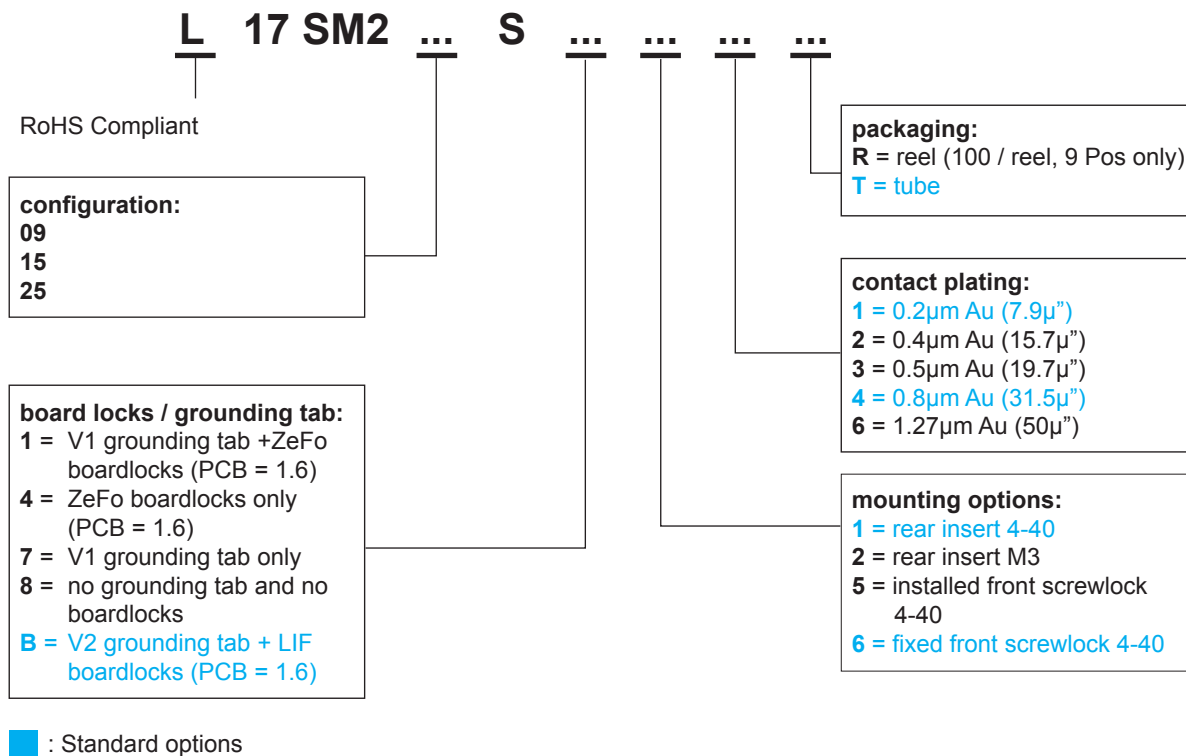 L 17 SM2 ... S ... ... ... ...
RoHS Compliant
configuration:
09
15
25
board locks / grounding tab:
1 = V1 grounding tab +ZeFo
boardlocks (PCB = 1.6)
4 = ZeFo boardlocks only
(PCB = 1.6)
7 = V1 grounding tab only
8 = no grounding tab and no
boardlocks
B = V2 grounding tab + LIF
boardlocks (PCB = 1.6)
packaging:
R = reel (100 / reel, 9 Pos only)
T = tube
contact plating:
1 = 0.2µm Au (7.9µ”)
2 = 0.4µm Au (15.7µ”)
3 = 0.5µm Au (19.7µ”)
4 = 0.8µm Au (31.5µ”)
6 = 1.27µm Au (50µ”)
mounting options:
1 = rear insert 4-40
2 = rear insert M3
5 = installed front screwlock
4-40
6 = fixed front screwlock 4-40
: Standard options